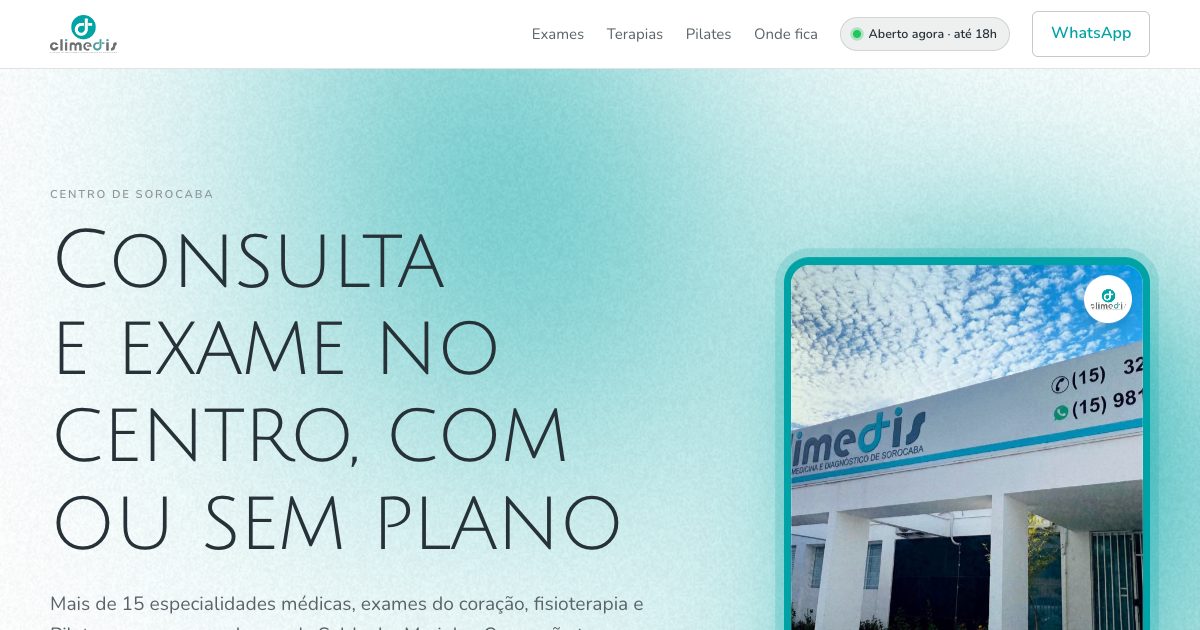 climedis
Exames
Terapias
Pilates
Onde fica
Aberto agora · até 18h
WhatsApp
CENTRO DE SOROCABA
Consulta
e exame no
centro, com
ou sem plano
climedis
(15) 32
(15) 981
limedis
MEDICINA E DIAGNÓSTICO DE SOROCABA
Mais de 15 especialidades médicas, exames do coração, fisioterapia e